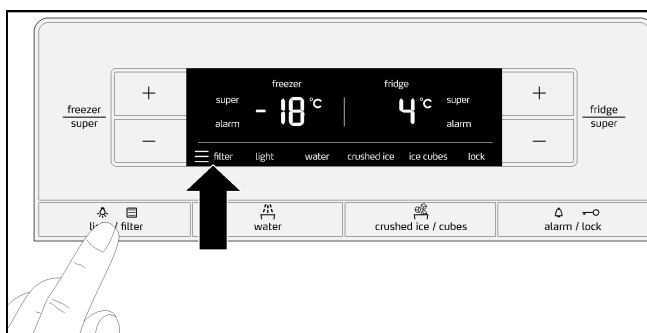 freezer
super
+
−
freezer
fridge
super
alarm
-18 °C
4 °C
super
alarm
filter light water crushed ice ice cubes lock
+
−
fridge
super
/ filter
water
crushed ice / cubes
alarm / lock